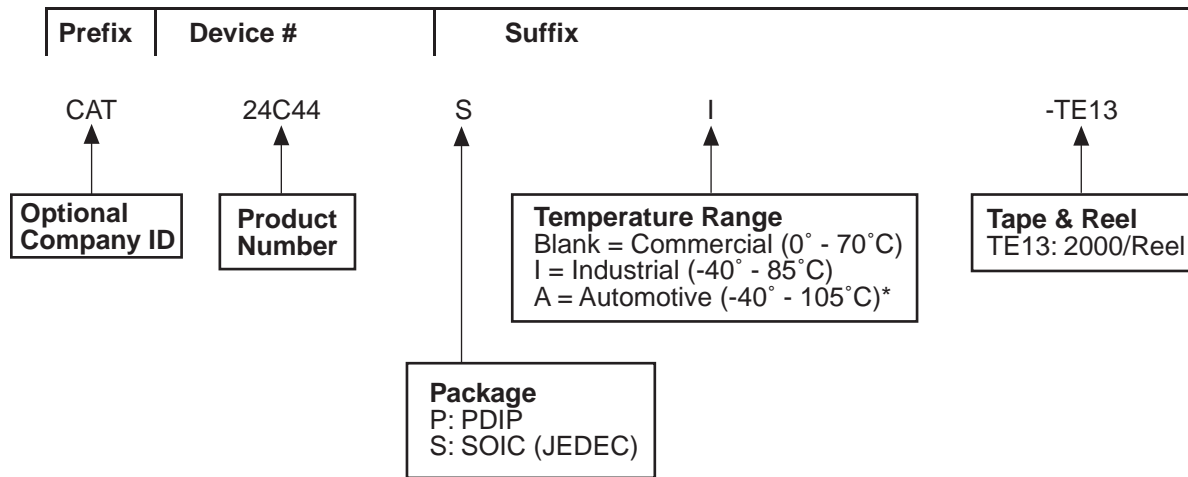 Prefix Device # Suffix
CAT 24C44 S I -TE13
Optional
Company ID
Product
Number
Temperature Range
Blank = Commercial (0˚ - 70˚C)
I = Industrial (-40˚ - 85˚C)
A = Automotive (-40˚ - 105˚C)*
Tape & Reel
TE13: 2000/Reel
Package
P: PDIP
S: SOIC (JEDEC)